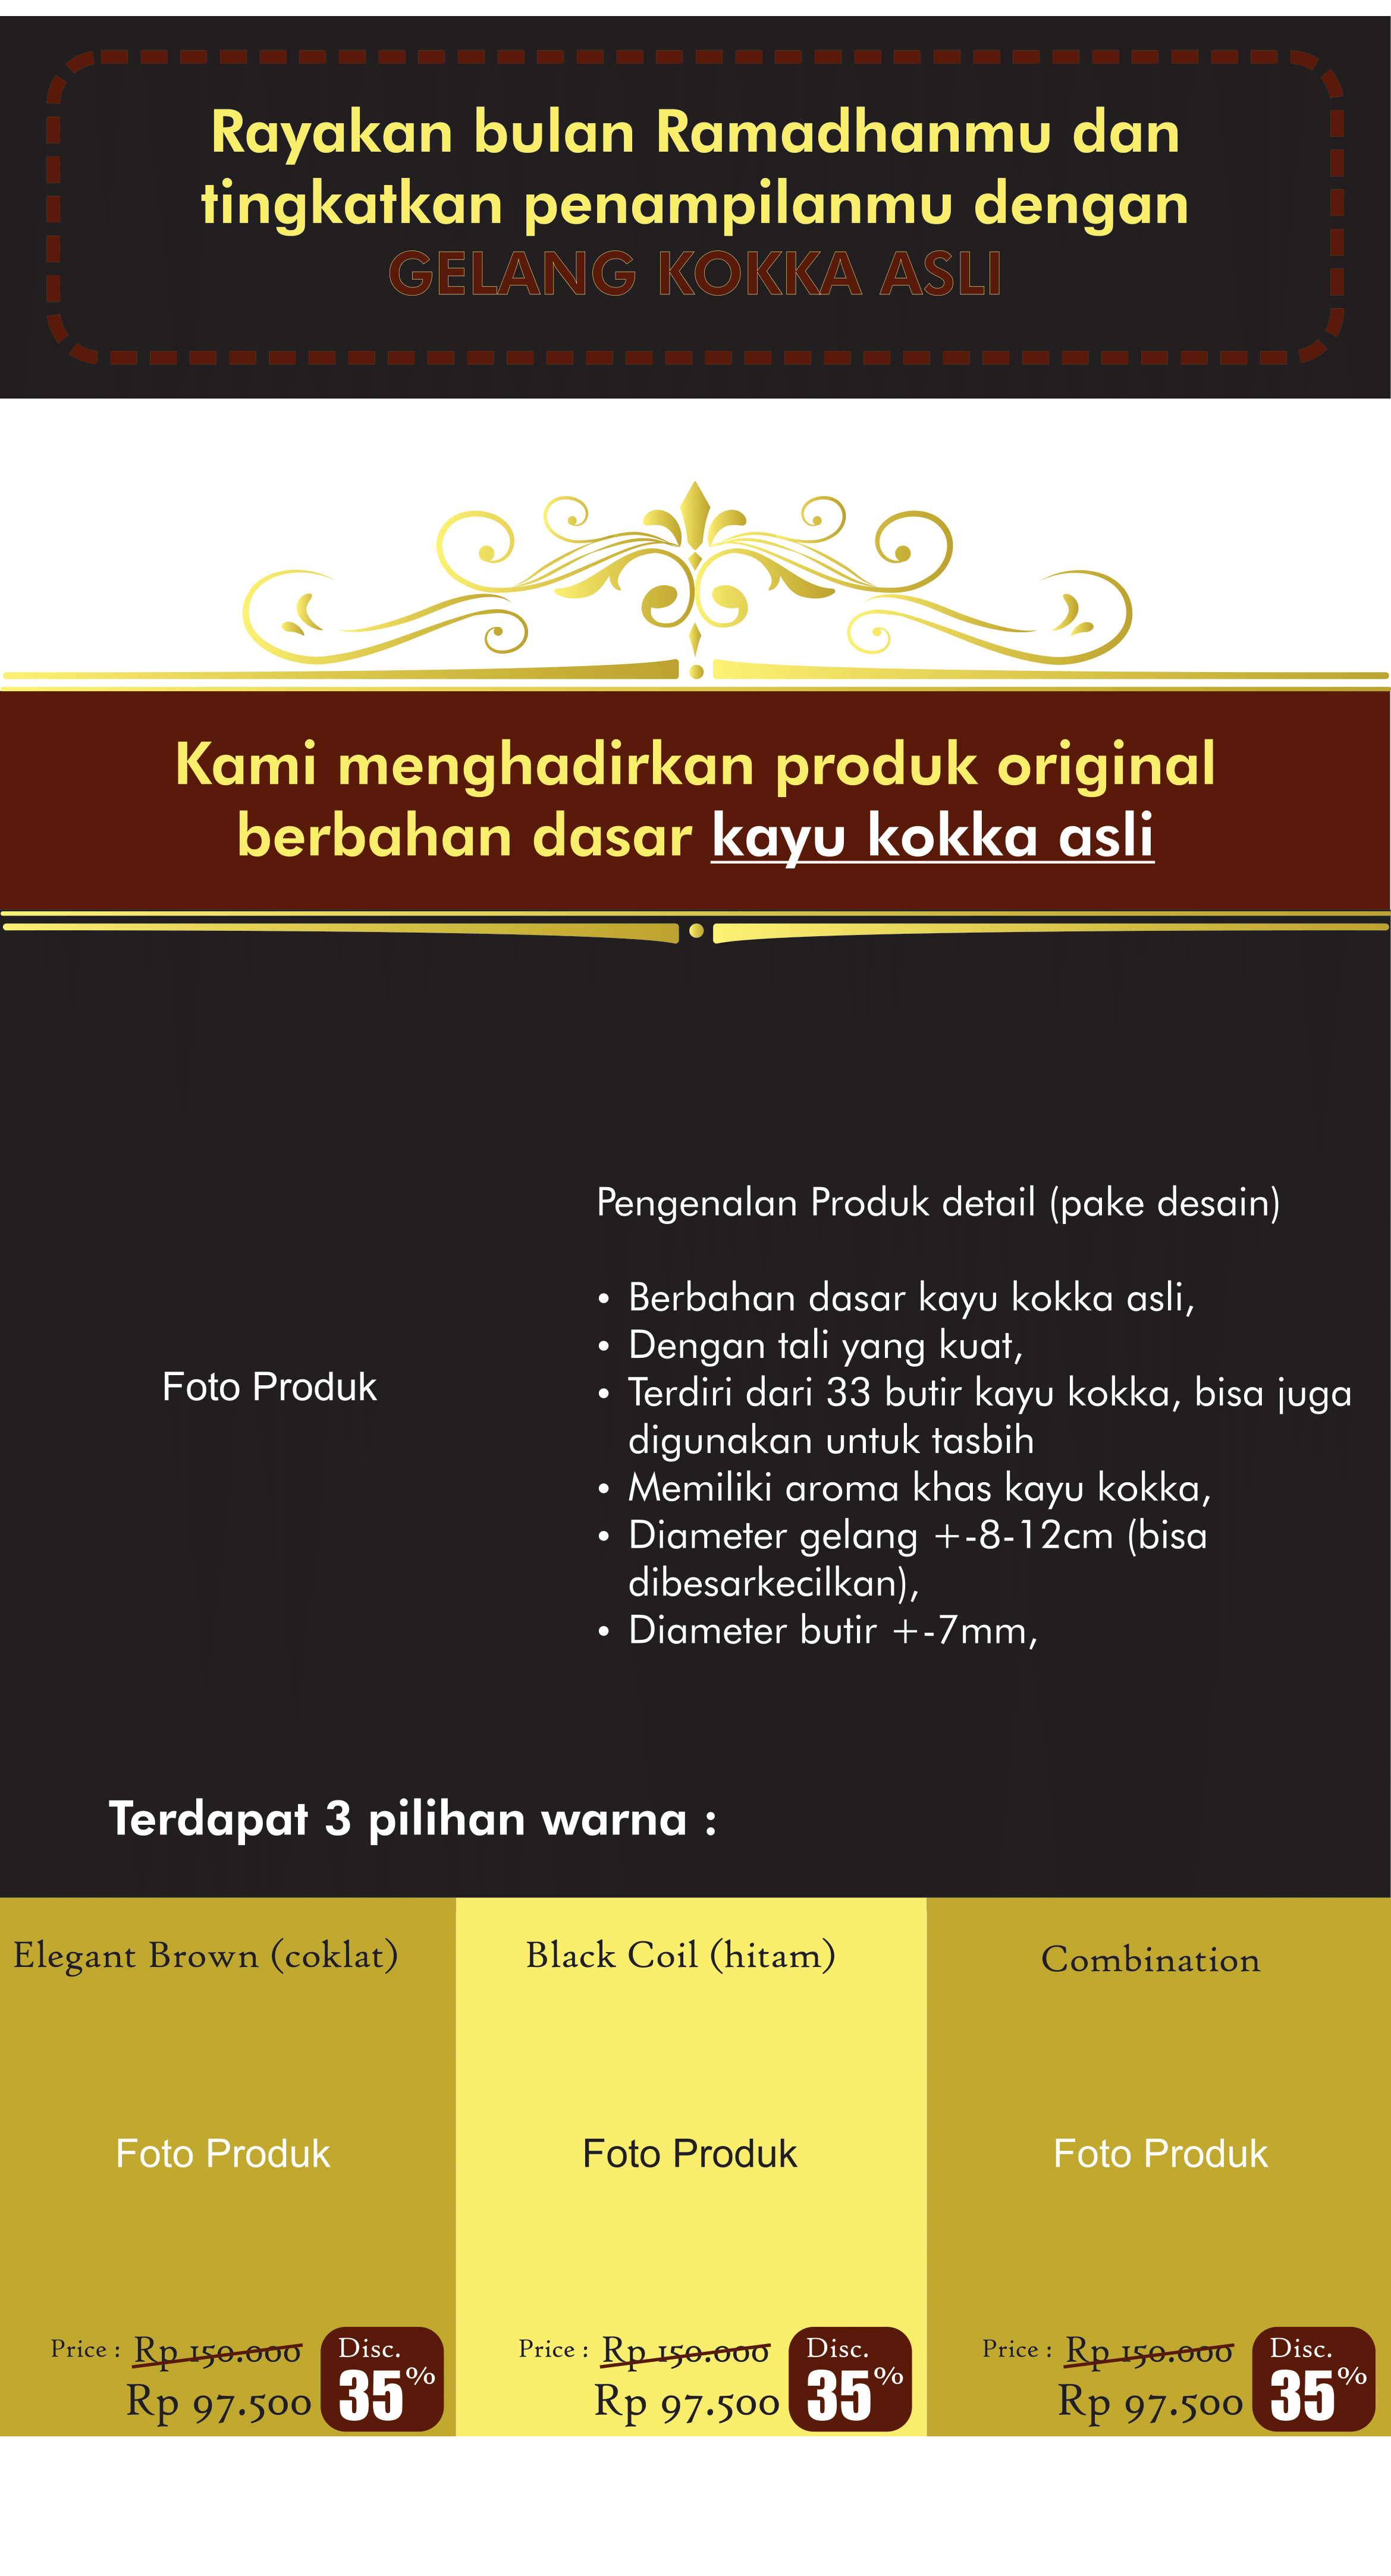 Rayakan bulan Ramadhanmu dan
tingkatkan penampilanmu dengan
GELANG KOKKA ASLI
Kami menghadirkan produk original
berbahan dasar kayu kokka asli
Foto Produk
Pengenalan Produk detail (pake desain)
• Berbahan dasar kayu kokka asli,
• Dengan tali yang kuat,
• Terdiri dari 33 butir kayu kokka, bisa juga
digunakan untuk tasbih
• Memiliki aroma khas kayu kokka,
• Diameter gelang +-8-12cm (bisa
dibesarkecilkan),
• Diameter butir +-7mm,
Terdapat 3 pilihan warna :
Elegant Brown (coklat)
Foto Produk
Price : Rp 150.000
Rp 97.500
Disc.
35%
Black Coil (hitam)
Foto Produk
Price : Rp 150.000
Rp 97.500
Disc.
35%
Combination
Foto Produk
Price : Rp 150.000
Rp 97.500
Disc.
35%